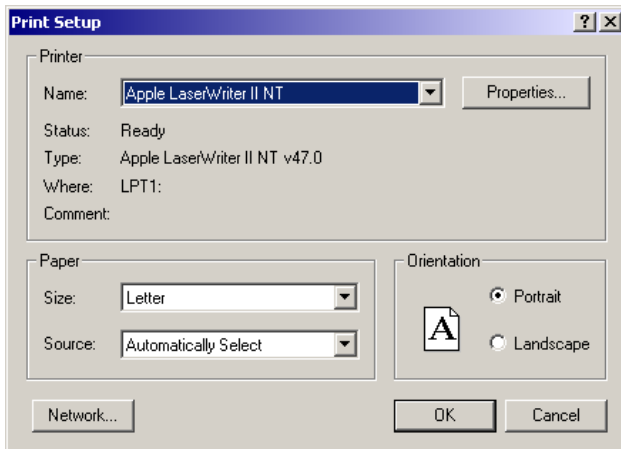 Print Setup
Printer
Name: Apple LaserWriter II NT Properties...
Status: Ready
Type: Apple LaserWriter II NT v47.0
Where: LPT1:
Comment:
Paper
Size: Letter
Source: Automatically Select
Orientation
A
Portrait
Landscape
Network... OK Cancel